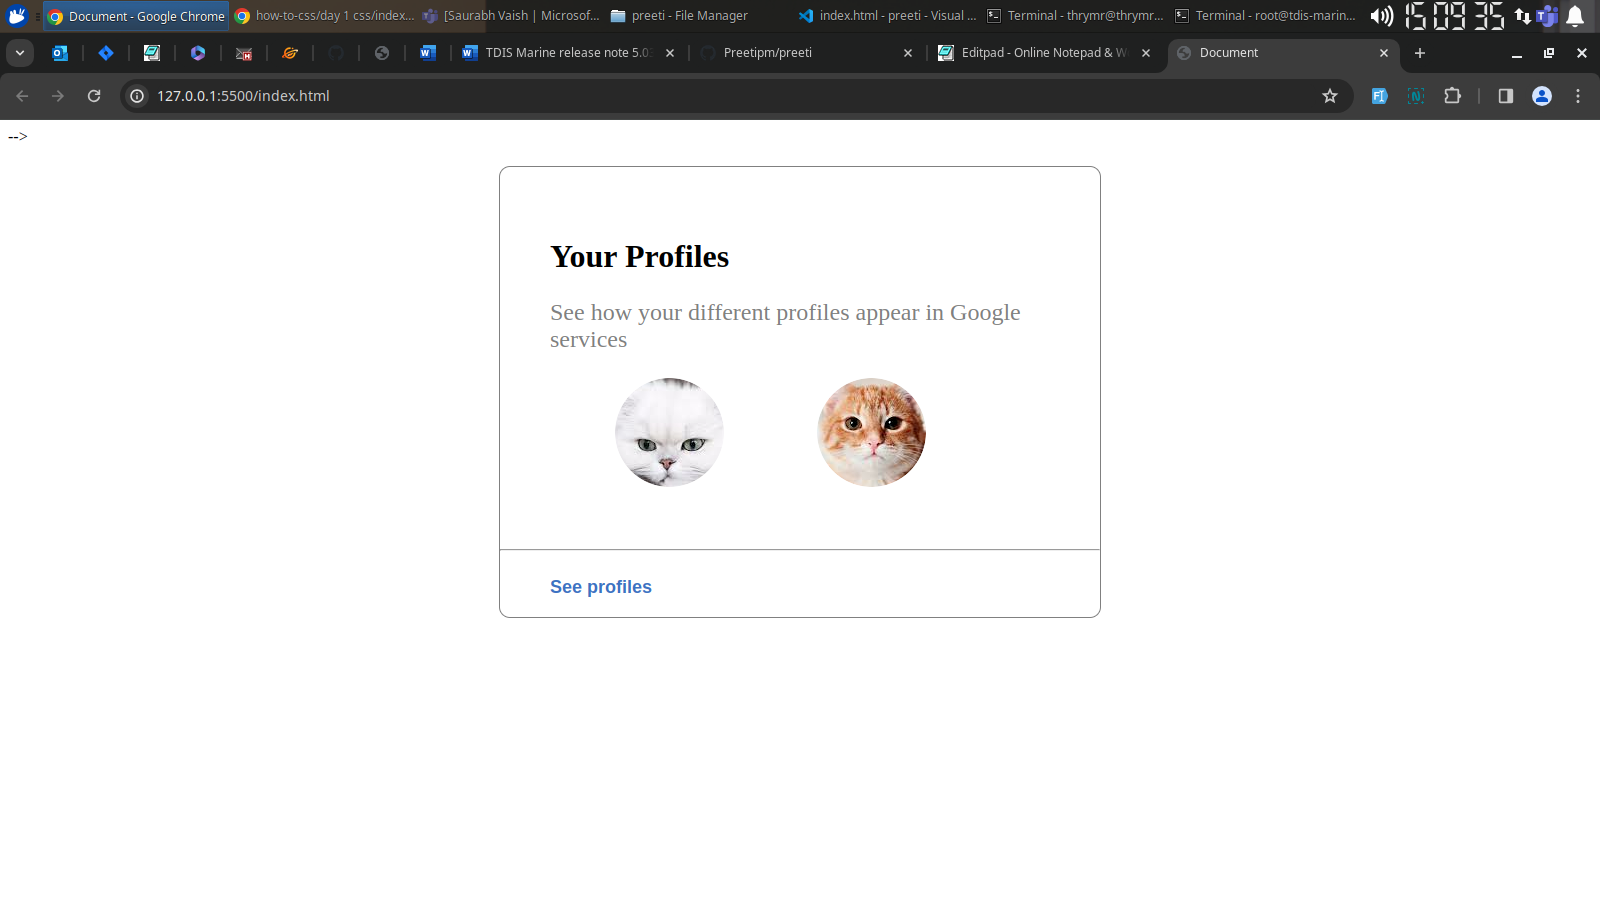 Document - Google Chrome
how-to-css/day 1 css/index...
[Saurabh Vaish | Microsof...
preeti - File Manager
index.html - preeti - Visual ...
Terminal - thrymr@thrymr...
Terminal - root@tdis-marin...
15 09 35
TDIS Marine release note 5.0
Preetipm/preeti
Editpad - Online Notepad & W
Document
127.0.0.1:5500/index.html
-->
Your Profiles
See how your different profiles appear in Google
services
See profiles